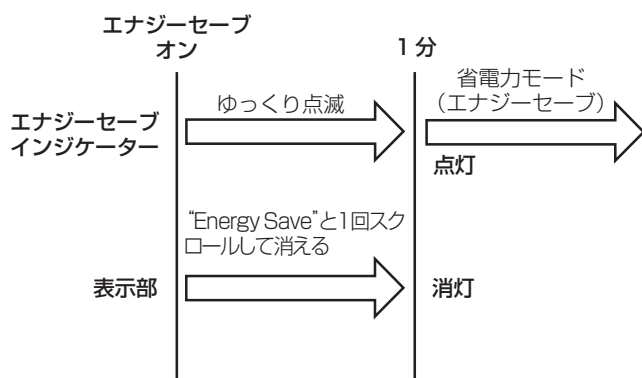 エナジーセーブ
オン
1分
省電力モード
（エナジーセーブ）
ゆっくり点滅
エナジーセーブ
インジケーター
点灯
“Energy Save”と1回スク
ロールして消える
表示部
消灯